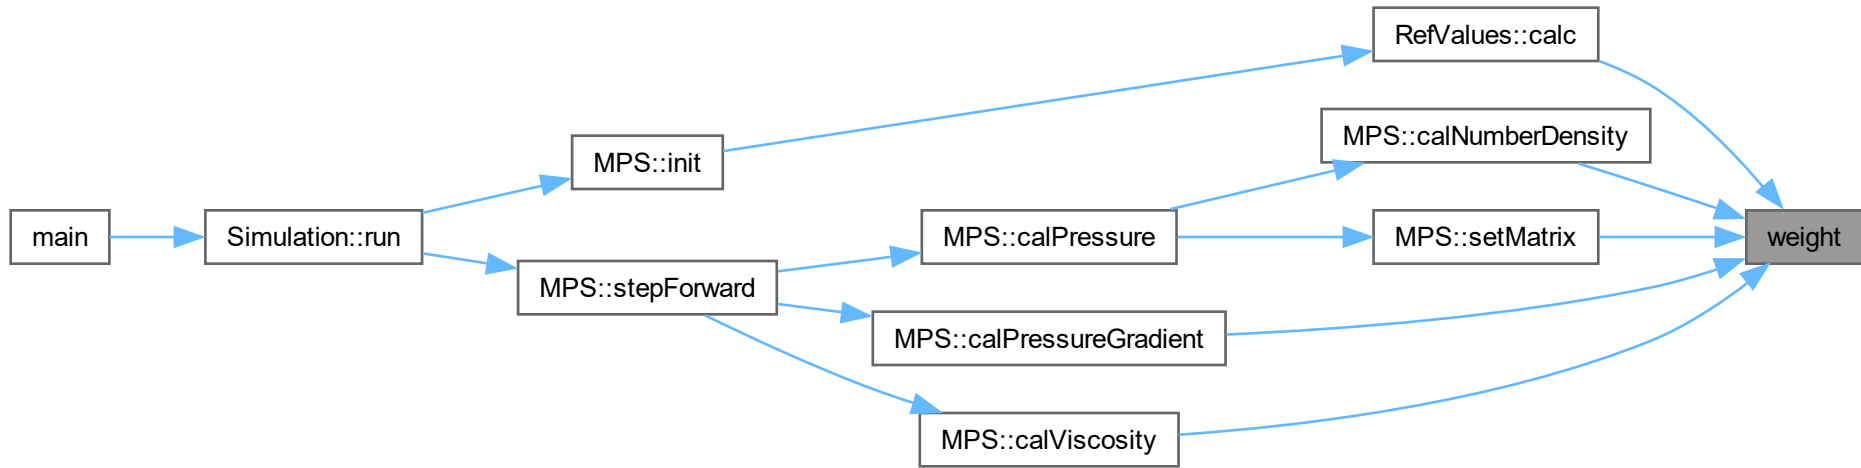 RefValues::calc
MPS::calNumberDensity
MPS::init
main
Simulation::run
MPS::calPressure
MPS::setMatrix
weight
MPS::stepForward
MPS::calPressureGradient
MPS::calViscosity